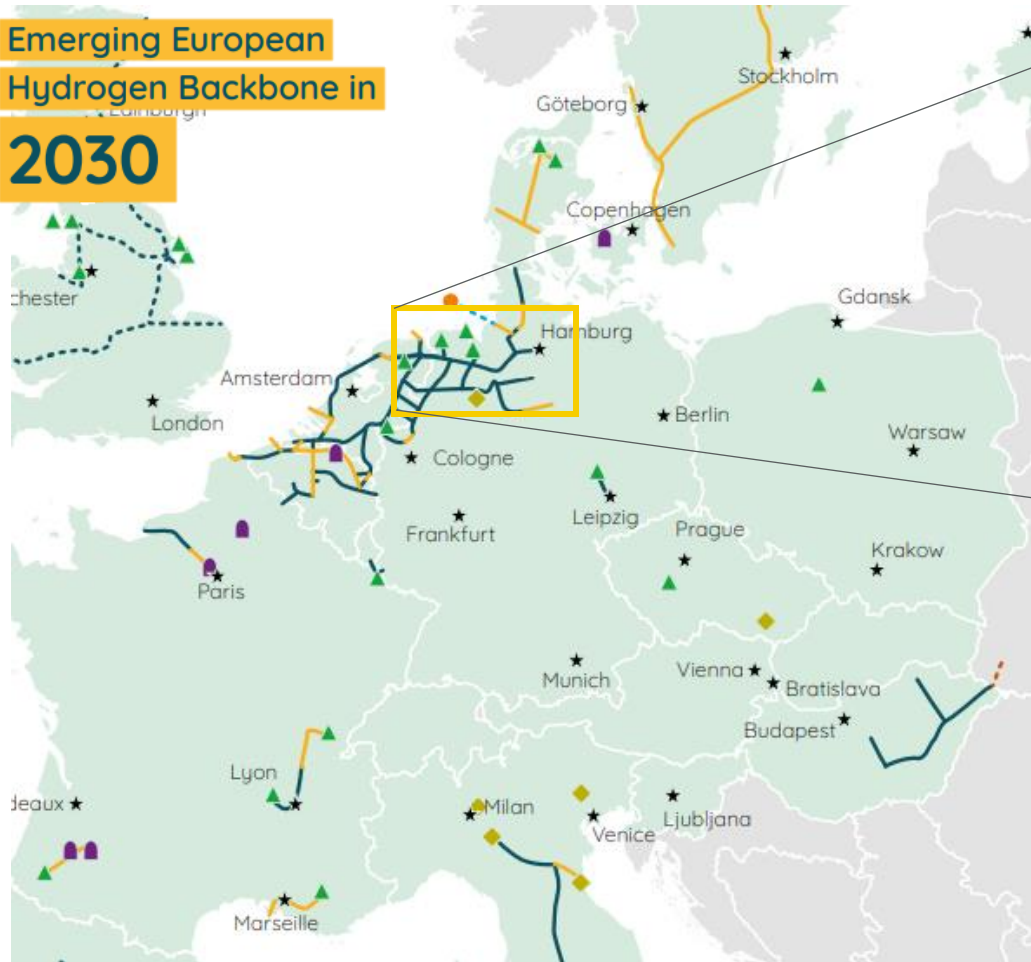 Emerging European
Hydrogen Backbone in
Edinburgh
2030
Stockholm
Göteborg
Copenhagen
chester
Gdansk
Hamburg
Amsterdam
London
Berlin
Warsaw
Cologne
Leipzig
Frankfurt
Prague
Krakow
Paris
Munich
Vienna
Bratislava
Budapest
Lyon
deaux
Milan
Ljubljana
Venice
Marseille